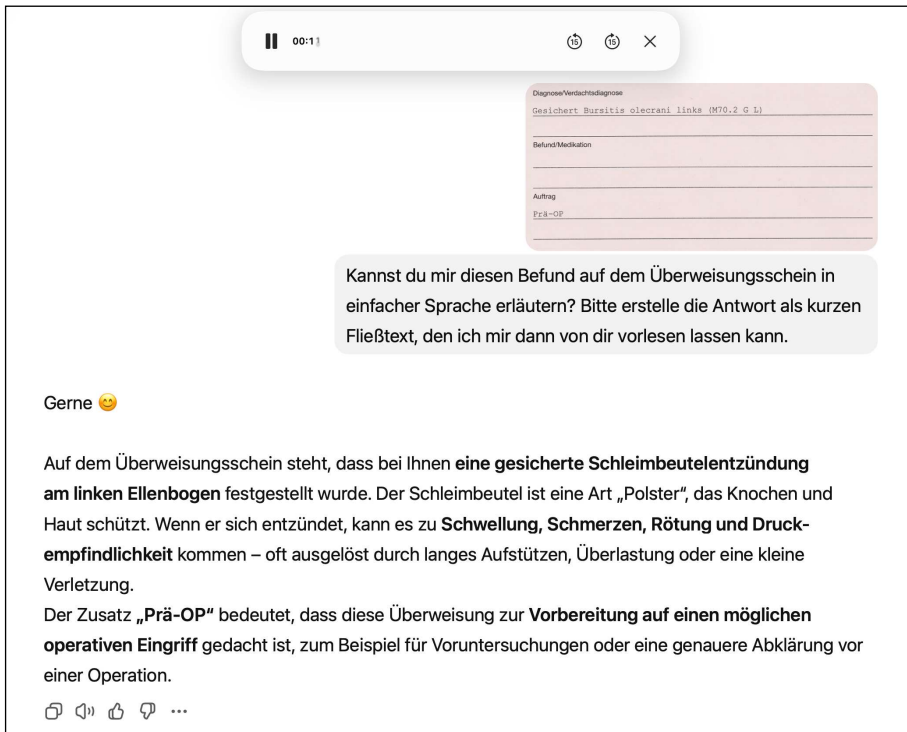 00:11
15 15
Diagnose/Verdachtsdiagnose
Gesichert Bursitis olecrani links (M70.2 G L)
Befund/Medikation
Auftrag
Prä-OP
Kannst du mir diesen Befund auf dem Überweisungsschein in
einfacher Sprache erläutern? Bitte erstelle die Antwort als kurzen
Fließtext, den ich mir dann von dir vorlesen lassen kann.
Gerne 😊
Auf dem Überweisungsschein steht, dass bei Ihnen eine gesicherte Schleimbeutelentzündung
am linken Ellenbogen festgestellt wurde. Der Schleimbeutel ist eine Art „Polster“, das Knochen und
Haut schützt. Wenn er sich entzündet, kann es zu Schwellung, Schmerzen, Rötung und Druck-
empfindlichkeit kommen – oft ausgelöst durch langes Aufstützen, Überlastung oder eine kleine
Verletzung.
Der Zusatz „Prä-OP“ bedeutet, dass diese Überweisung zur Vorbereitung auf einen möglichen
operativen Eingriff gedacht ist, zum Beispiel für Voruntersuchungen oder eine genauere Abklärung vor
einer Operation.